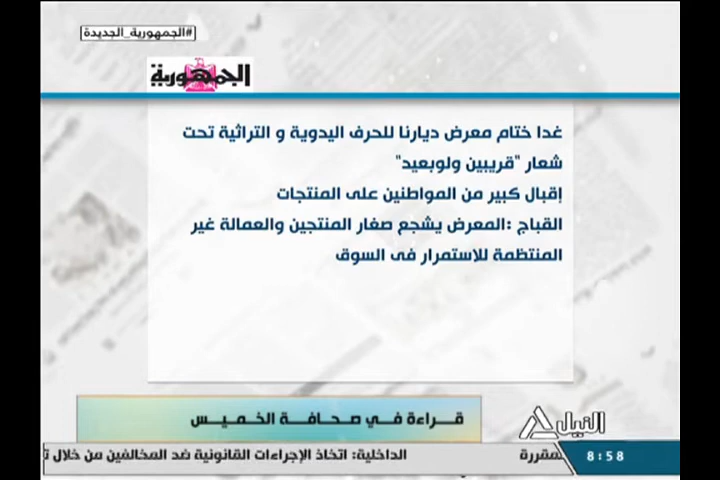 #الجمهورية_الجديدة
الجمهورية
غدا ختام معرض ديارنا للحرف اليدوية و التراثية تحت
شعار "قريبين ولوبعيد"
إقبال كبير من المواطنين على المنتجات
القباج :المعرض يشجع صغار المنتجين والعمالة غير
المنتظمة للاستمرار فى السوق
قراءة في صحافة الخميس
النيل
المقررة الداخلية: اتخاذ الإجراءات القانونية ضد المخالفين من خلال
8:58